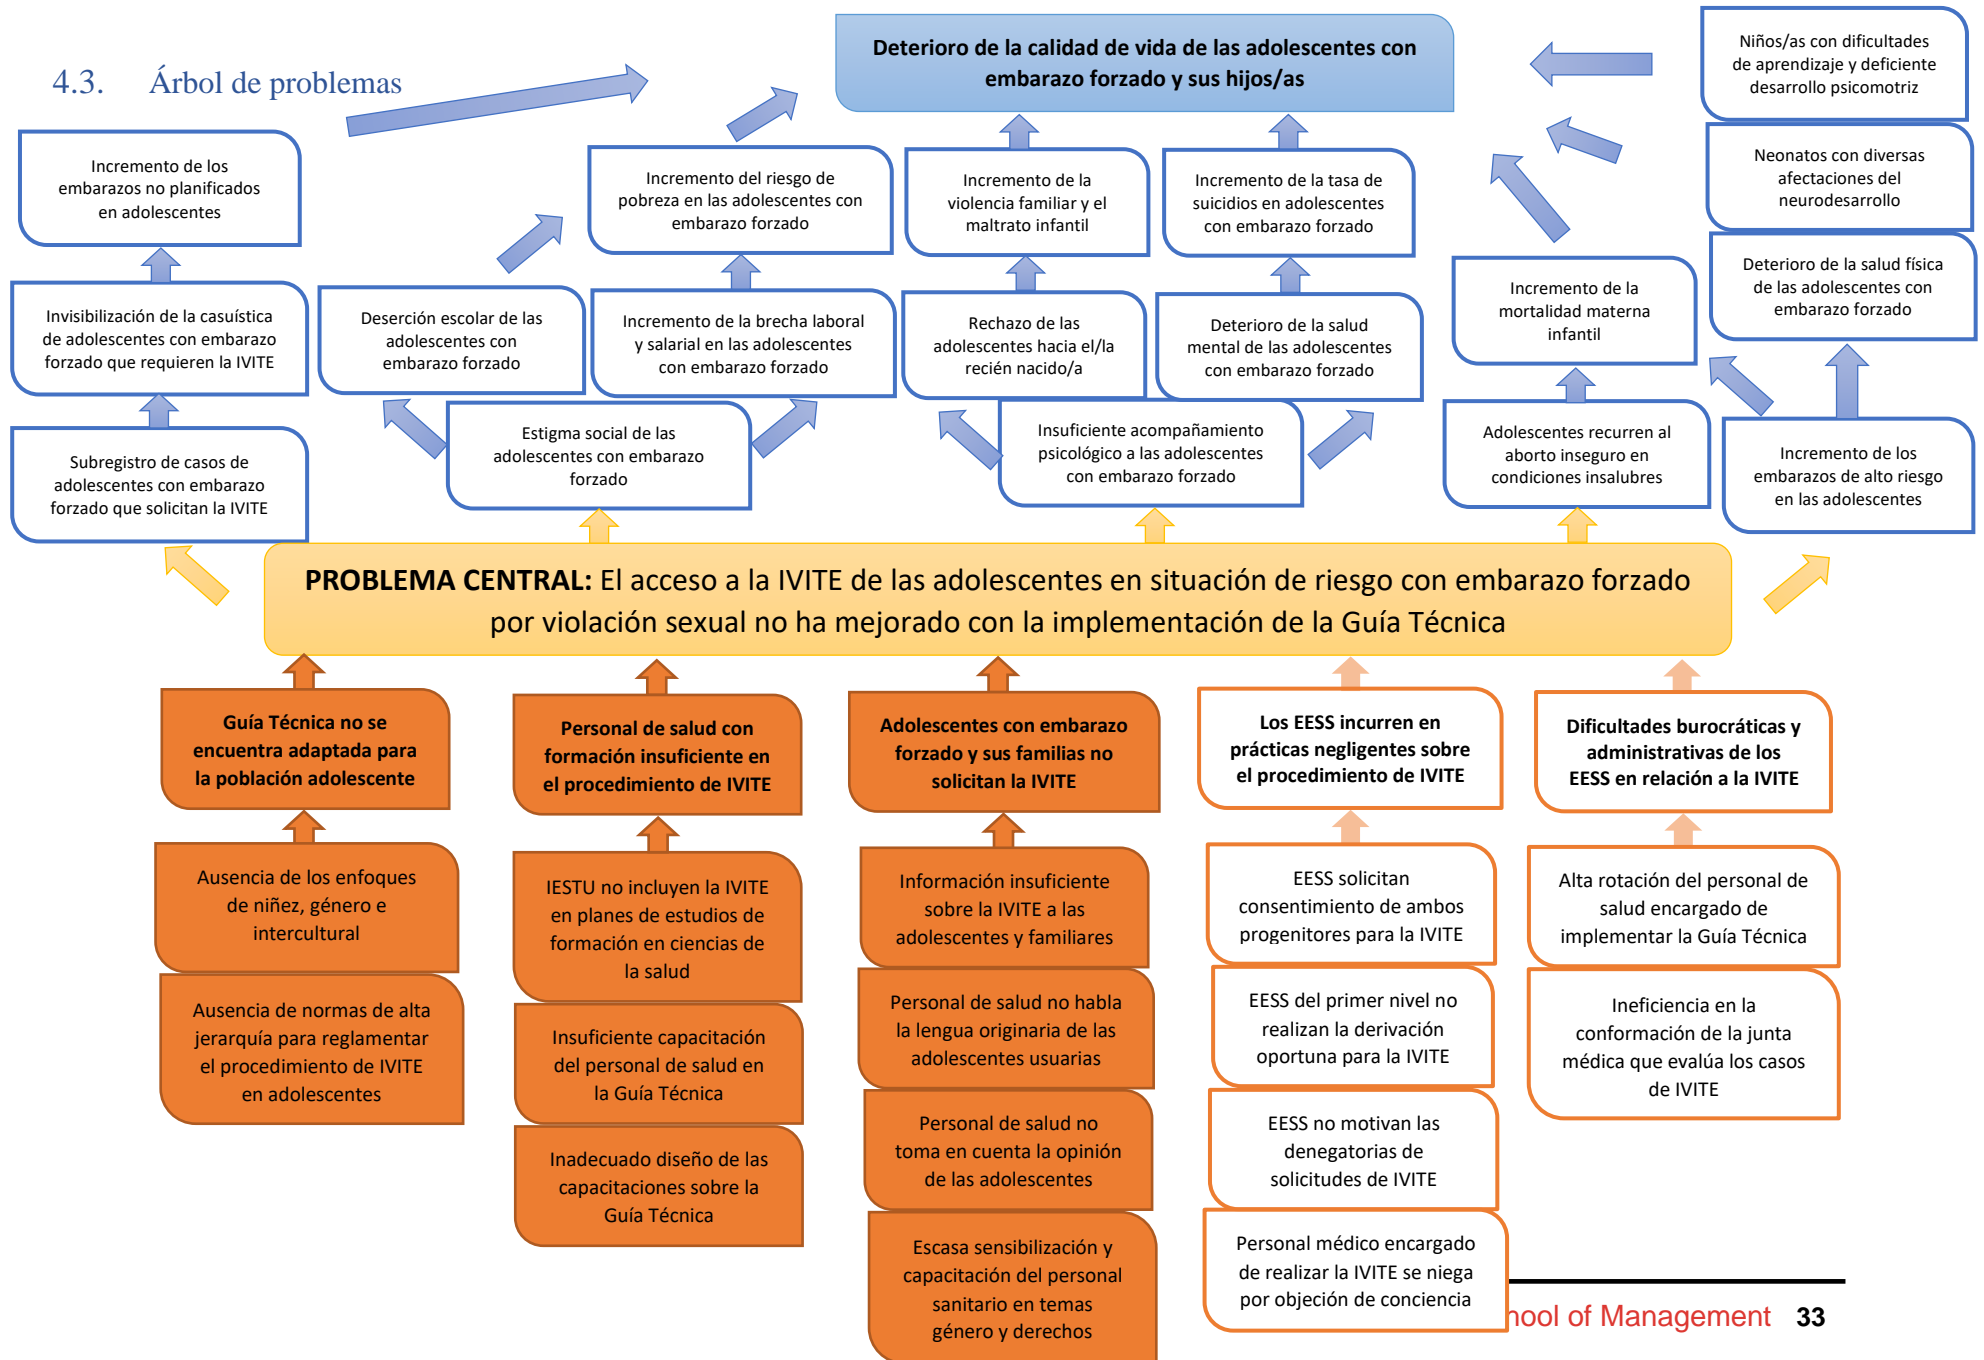 4.3. Árbol de problemas
Deterioro de la calidad de vida de las adolescentes con
embarazo forzado y sus hijos/as
Niños/as con dificultades
de aprendizaje y deficiente
desarrollo psicomotriz
Incremento de los
embarazos no planificados
en adolescentes
Incremento del riesgo de
pobreza en las adolescentes con
embarazo forzado
Incremento de la
violencia familiar y el
maltrato infantil
Incremento de la tasa de
suicidios en adolescentes
con embarazo forzado
Neonatos con diversas
afectaciones del
neurodesarrollo
Invisibilización de la casuística
de adolescentes con embarazo
forzado que requieren la IVITE
Deserción escolar de las
adolescentes con
embarazo forzado
Incremento de la brecha laboral
y salarial en las adolescentes
con embarazo forzado
Rechazo de las
adolescentes hacia el/la
recién nacido/a
Deterioro de la salud
mental de las adolescentes
con embarazo forzado
Incremento de la
mortalidad materna
infantil
Deterioro de la salud física
de las adolescentes con
embarazo forzado
Subregistro de casos de
adolescentes con embarazo
forzado que solicitan la IVITE
Estigma social de las
adolescentes con embarazo
forzado
Insuficiente acompañamiento
psicológico a las adolescentes
con embarazo forzado
Adolescentes recurren al
aborto inseguro en
condiciones insalubres
Incremento de los
embarazos de alto riesgo
en las adolescentes
PROBLEMA CENTRAL: El acceso a la IVITE de las adolescentes en situación de riesgo con embarazo forzado
por violación sexual no ha mejorado con la implementación de la Guía Técnica
Guía Técnica no se
encuentra adaptada para
la población adolescente
Personal de salud con
formación insuficiente en
el procedimiento de IVITE
Adolescentes con embarazo
forzado y sus familias no
solicitan la IVITE
Los EESS incurren en
prácticas negligentes sobre
el procedimiento de IVITE
Dificultades burocráticas y
administrativas de los
EESS en relación a la IVITE
Ausencia de los enfoques
de niñez, género e
intercultural
Ausencia de normas de alta
jerarquía para reglamentar
el procedimiento de IVITE
en adolescentes
IESTU no incluyen la IVITE
en planes de estudios de
formación en ciencias de
la salud
Insuficiente capacitación
del personal de salud en
la Guía Técnica
Inadecuado diseño de las
capacitaciones sobre la
Guía Técnica
Información insuficiente
sobre la IVITE a las
adolescentes y familiares
Personal de salud no habla
la lengua originaria de las
adolescentes usuarias
Personal de salud no
toma en cuenta la opinión
de las adolescentes
Escasa sensibilización y
capacitación del personal
sanitario en temas
género y derechos
EESS solicitan
consentimiento de ambos
progenitores para la IVITE
EESS del primer nivel no
realizan la derivación
oportuna para la IVITE
EESS no motivan las
denegatorias de
solicitudes de IVITE
Personal médico encargado
de realizar la IVITE se niega
por objeción de conciencia
Alta rotación del personal de
salud encargado de
implementar la Guía Técnica
Ineficiencia en la
conformación de la junta
médica que evalúa los casos
de IVITE
of Management 33